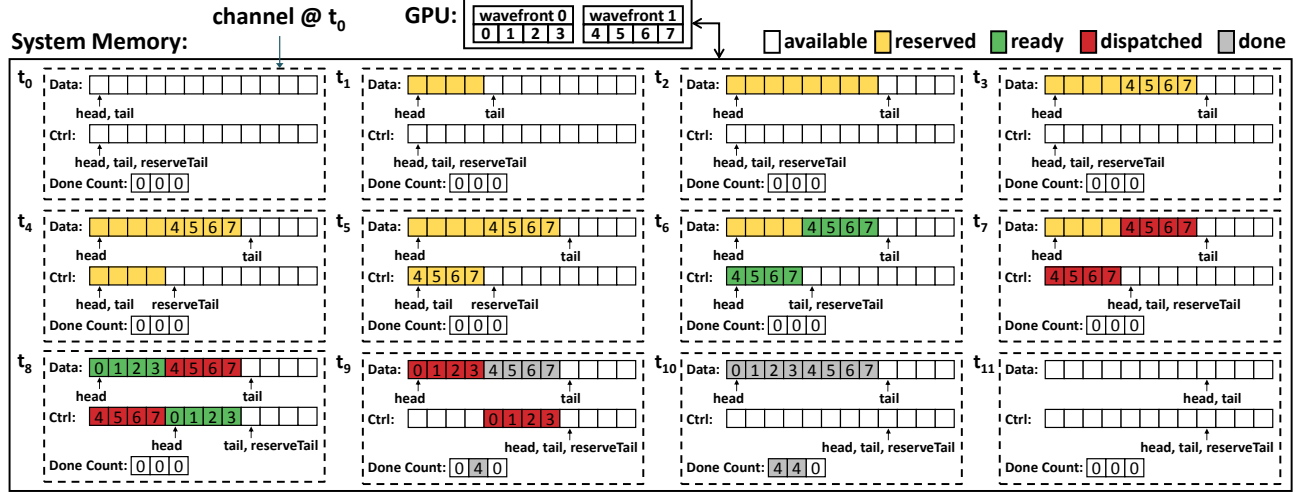 channel @ t0
GPU:
wavefront 0 wavefront 1
0 1 2 3 4 5 6 7
System Memory:
available reserved ready dispatched done
t0
Data:
head, tail
Ctrl:
head, tail, reserveTail
Done Count: 0 0 0
t1
Data:
head tail
Ctrl:
head, tail, reserveTail
Done Count: 0 0 0
t2
Data:
head tail
Ctrl:
head, tail, reserveTail
Done Count: 0 0 0
t3
Data: 4 5 6 7
head tail
Ctrl:
head, tail, reserveTail
Done Count: 0 0 0
t4
Data: 4 5 6 7
head tail
Ctrl:
head, tail reserveTail
Done Count: 0 0 0
t5
Data: 4 5 6 7
head tail
Ctrl: 4 5 6 7
head, tail reserveTail
Done Count: 0 0 0
t6
Data: 4 5 6 7
head tail
Ctrl: 4 5 6 7
head tail, reserveTail
Done Count: 0 0 0
t7
Data: 4 5 6 7
head tail
Ctrl: 4 5 6 7
head, tail, reserveTail
Done Count: 0 0 0
t8
Data: 0 1 2 3 4 5 6 7
head tail
Ctrl: 4 5 6 7 0 1 2 3
head tail, reserveTail
Done Count: 0 0 0
t9
Data: 0 1 2 3 4 5 6 7
head tail
Ctrl: 0 1 2 3
head, tail, reserveTail
Done Count: 0 4 0
t10
Data: 0 1 2 3 4 5 6 7
head tail
Ctrl:
head, tail, reserveTail
Done Count: 4 4 0
t11
Data:
head, tail
Ctrl:
head, tail, reserveTail
Done Count: 0 0 0